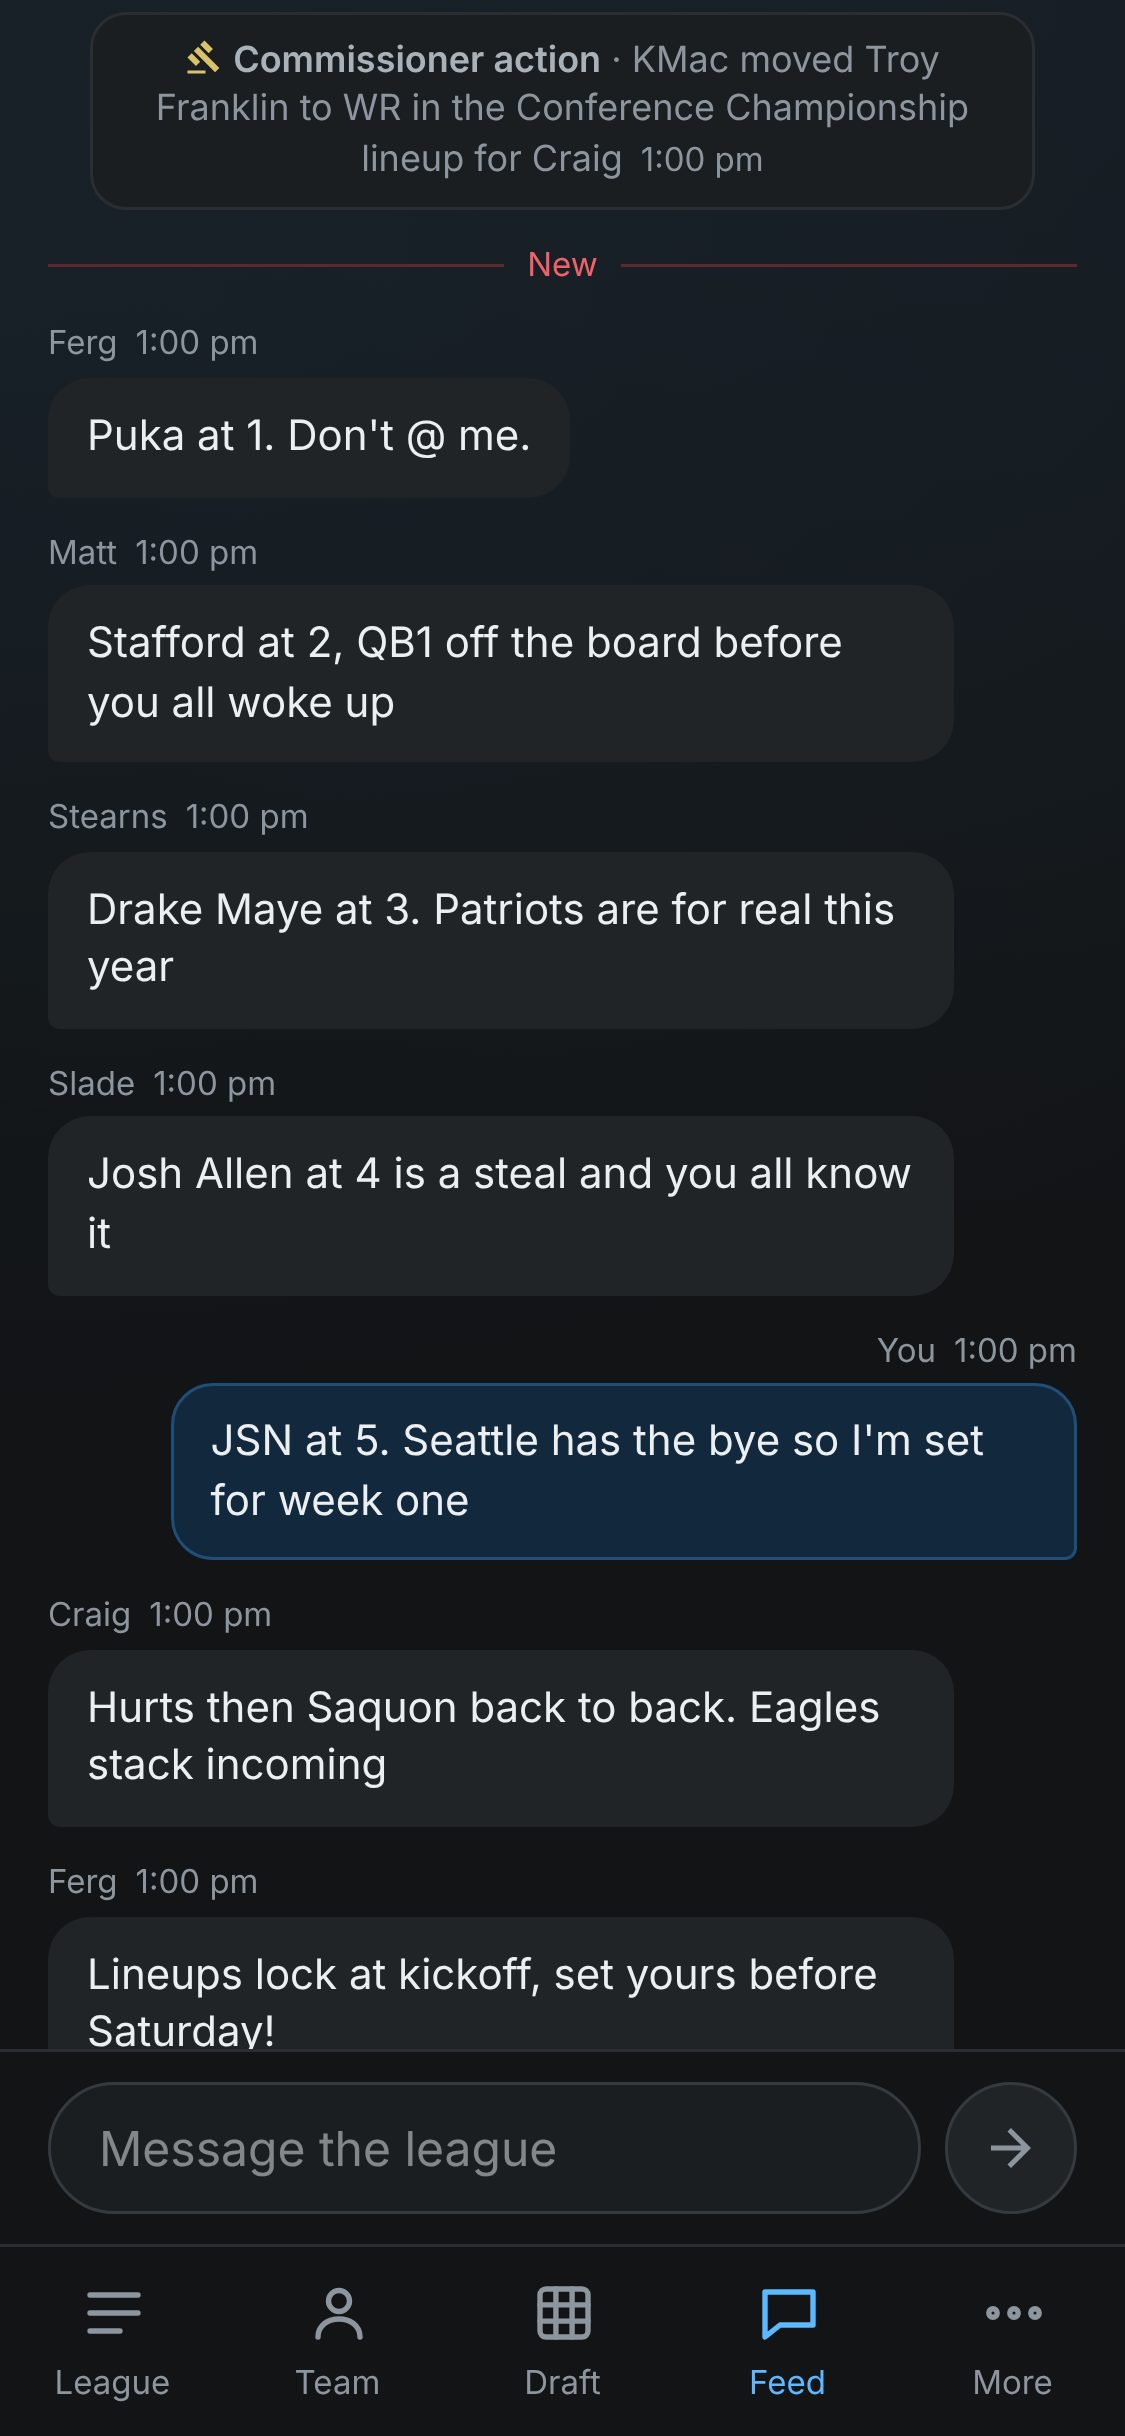 Commissioner action · KMac moved Troy
Franklin to WR in the Conference Championship
lineup for Craig 1:00 pm
New
Ferg 1:00 pm
Puka at 1. Don't @ me.
Matt 1:00 pm
Stafford at 2, QB1 off the board before
you all woke up
Stearns 1:00 pm
Drake Maye at 3. Patriots are for real this
year
Slade 1:00 pm
Josh Allen at 4 is a steal and you all know
it
You 1:00 pm
JSN at 5. Seattle has the bye so I'm set
for week one
Craig 1:00 pm
Hurts then Saquon back to back. Eagles
stack incoming
Ferg 1:00 pm
Lineups lock at kickoff, set yours before
Saturday!
Message the league
League Team Draft Feed More